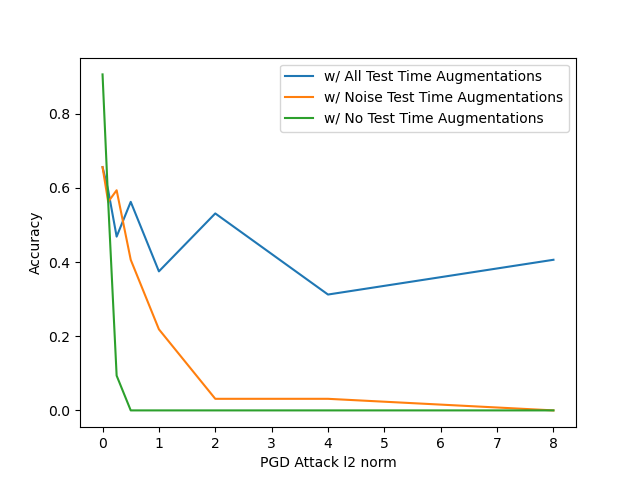 w/ All Test Time Augmentations
w/ Noise Test Time Augmentations
w/ No Test Time Augmentations
0.8
0.6
0.4
0.2
0.0
Accuracy
0 1 2 3 4 5 6 7 8
PGD Attack l2 norm